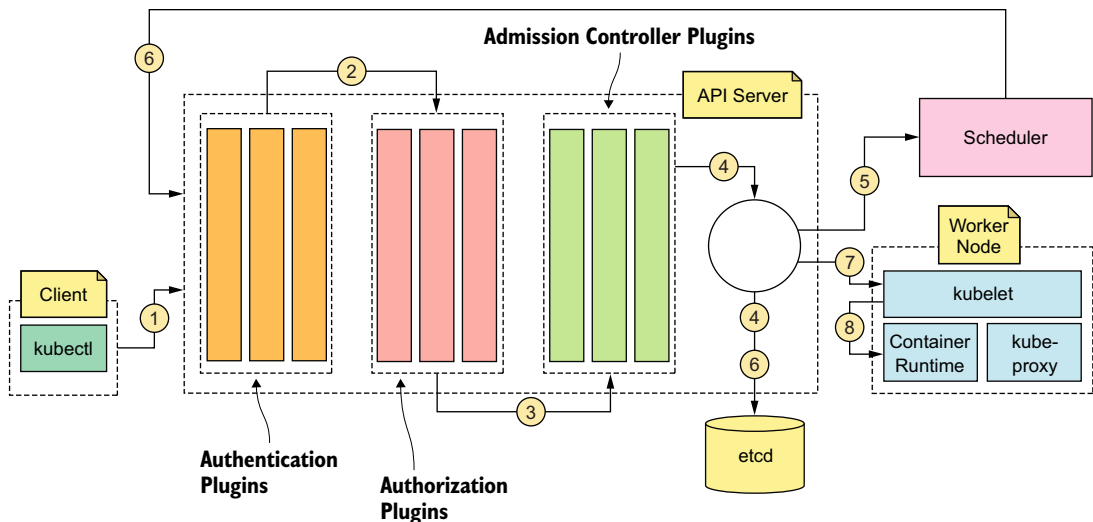 Admission Controller Plugins
6
2
API Server
Scheduler
4
5
Worker
Node
7
kubelet
Client
1
kubectl
4
8
Container
Runtime
kube-
proxy
6
3
etcd
Authentication
Plugins
Authorization
Plugins